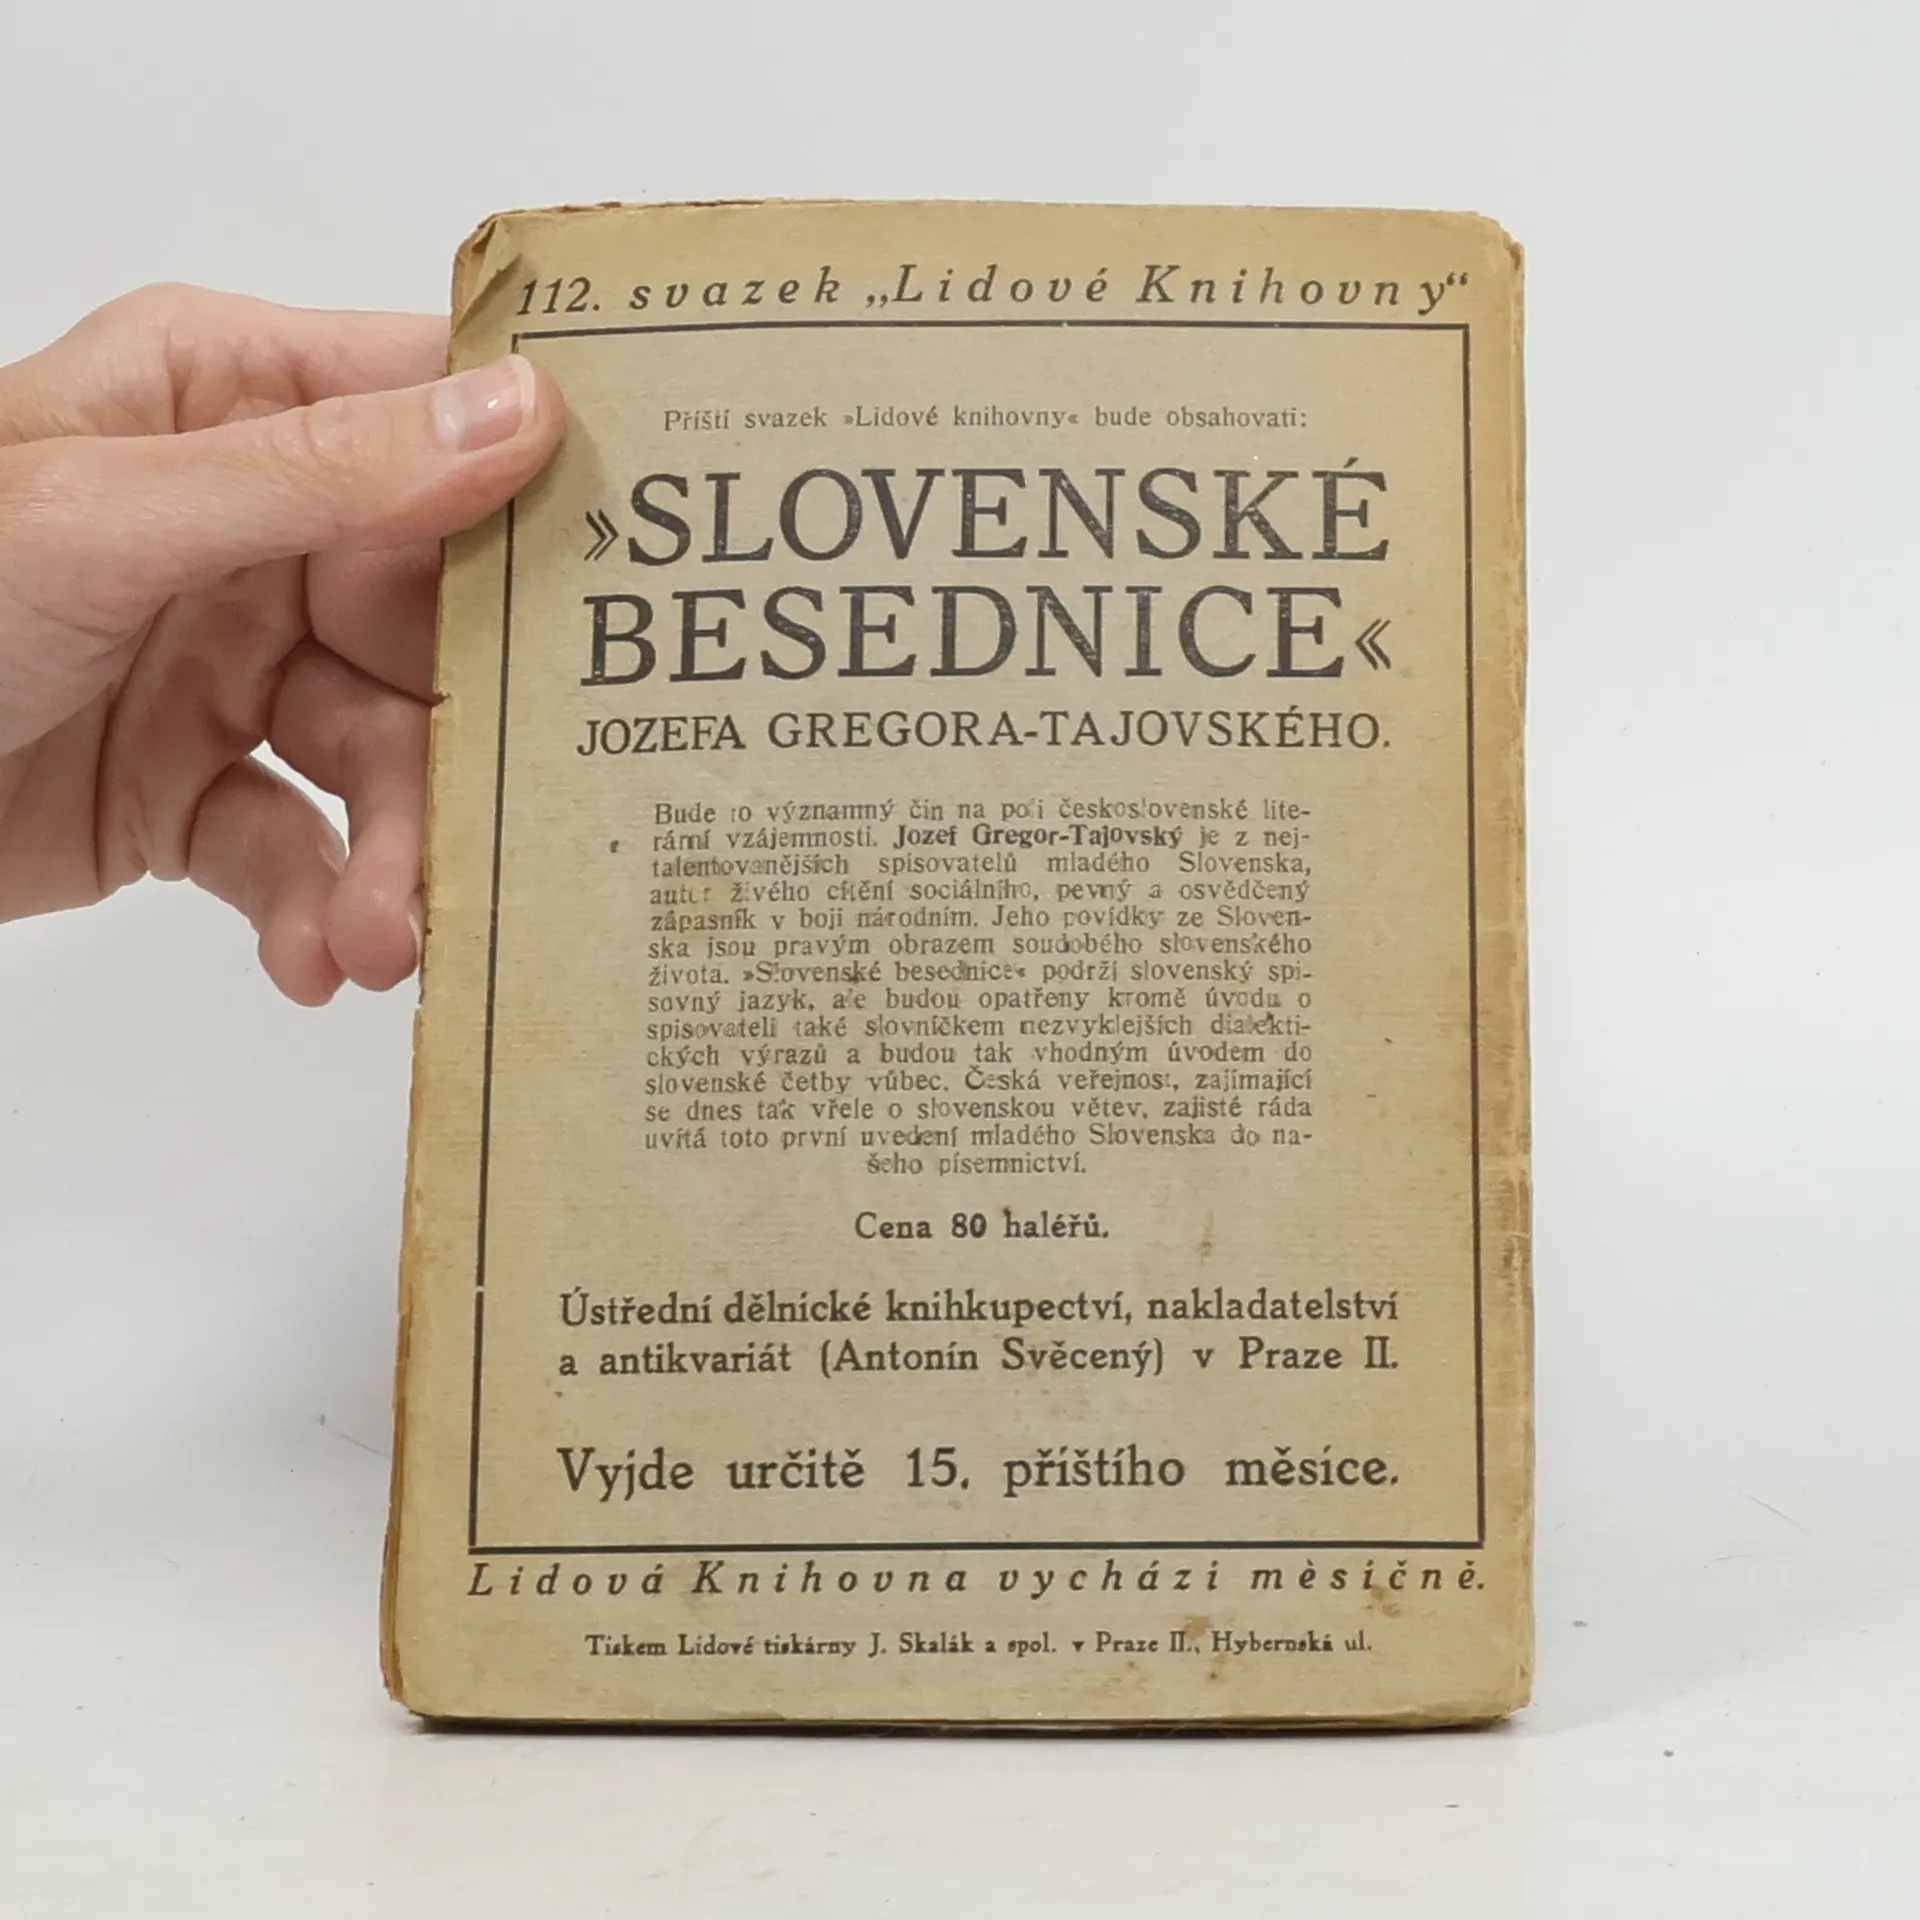 112. svazek „Lidové Knihovny“
Příští svazek »Lidové knihovny« bude obsahovati:
»SLOVENSKÉ
BESEDNICE«
JOZEFA GREGORA-TAJOVSKÉHO.
Bude to významný čin na poli československé lite-
rární vzájemnosti. Jozef Gregor-Tajovský je z nej-
talentovanějších spisovatelů mladého Slovenska,
autor živého cítění sociálního, pevný a osvědčený
zápasník v boji národním. Jeho povídky ze Sloven-
ska jsou pravým obrazem soudobého slovenského
života. »Slovenské besednice« podrží slovenský spi-
sovný jazyk, ale budou opatřeny kromě úvodu o
spisovateli také slovníčkem nezvyklejších dialekti-
ckých výrazů a budou tak vhodným úvodem do
slovenské četby vůbec. Česká veřejnost, zajímající
se dnes tak vřele o slovenskou větev, zajisté ráda
uvítá toto první uvedení mladého Slovenska do na-
šeho písemnictví.
Cena 80 haléřů.
Ústřední dělnické knihkupectví, nakladatelství
a antikvariát (Antonín Svěcený) v Praze II.
Vyjde určitě 15. příštího měsíce.
Lidová Knihovna vychází měsíčně.
Tiskem Lidové tiskárny J. Skalák a spol. v Praze II., Hybernská ul.